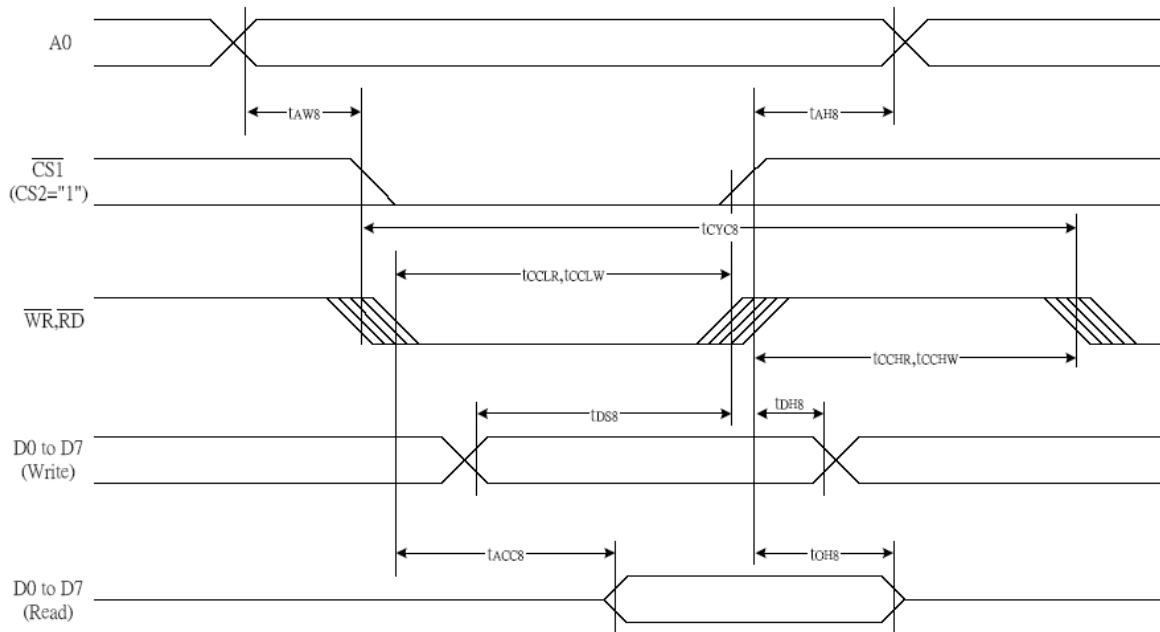 A0
tAW8
tAH8
CS1
(CS2="1")
tCYC8
tCCLR,tCCLW
WR,RD
tCCHR,tCCHW
tDS8
tDH8
D0 to D7
(Write)
tACC8
tOH8
D0 to D7
(Read)